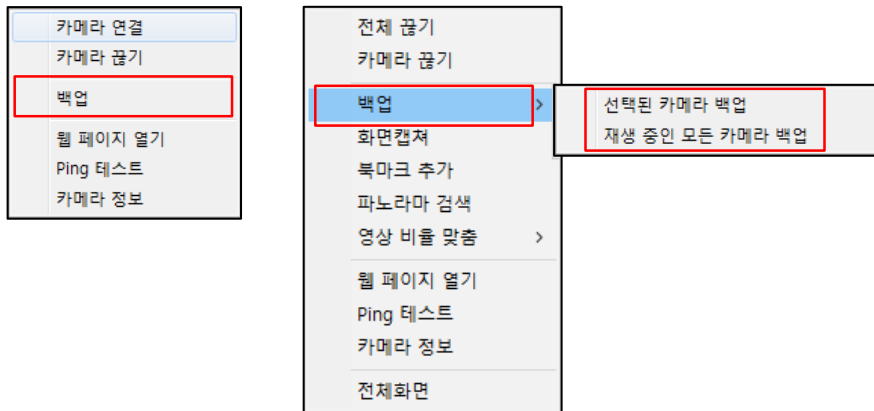 카메라 연결
카메라 끊기
백업
웹 페이지 열기
Ping 테스트
카메라 정보
전체 끊기
카메라 끊기
백업
화면캡쳐
북마크 추가
파노라마 검색
영상 비율 맞춤
웹 페이지 열기
Ping 테스트
카메라 정보
전체화면
선택된 카메라 백업
재생 중인 모든 카메라 백업